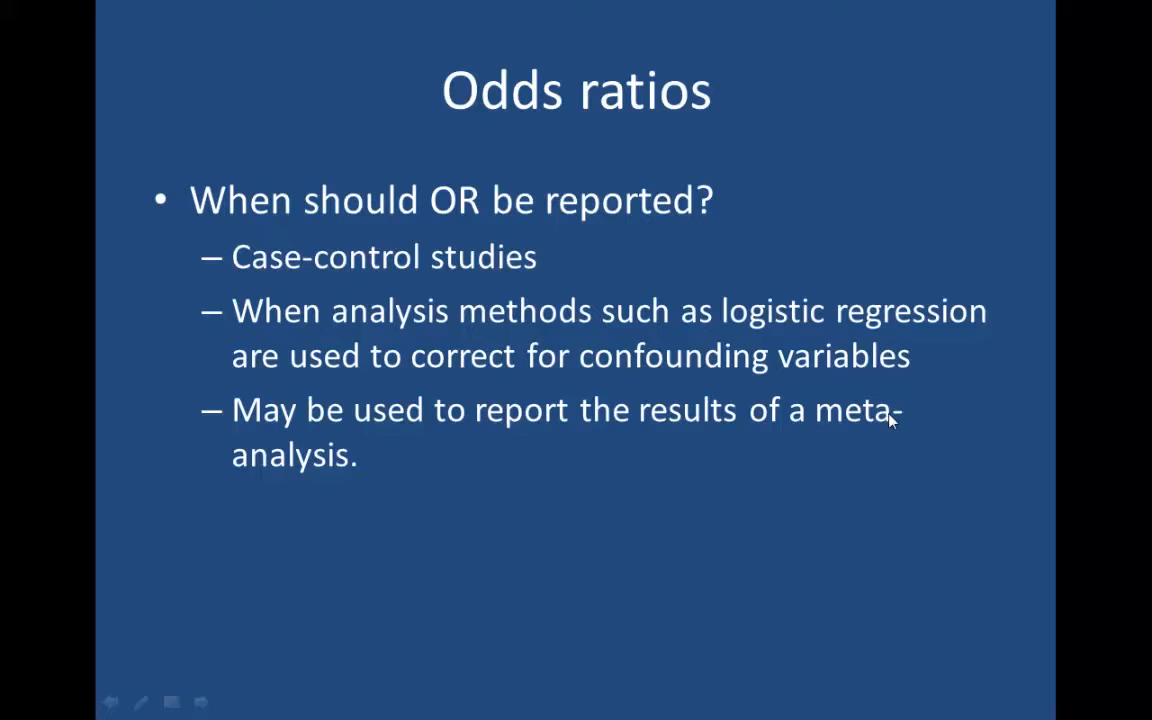 Odds ratios
• When should OR be reported?
– Case-control studies
– When analysis methods such as logistic regression
are used to correct for confounding variables
– May be used to report the results of a meta-
analysis.